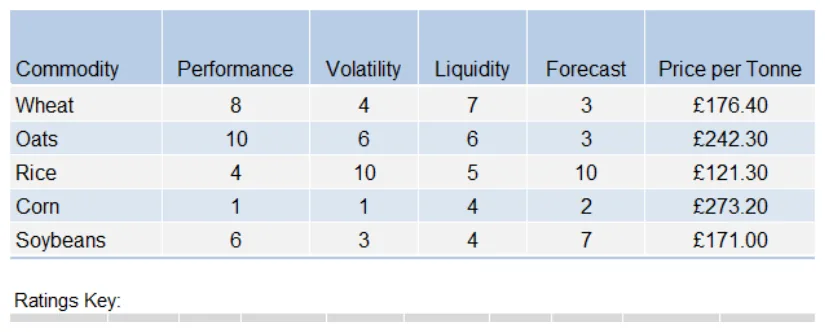 Commodity Performance Volatility Liquidity Forecast Price per Tonne
Wheat 8 4 7 3 £176.40
Oats 10 6 6 3 £242.30
Rice 4 10 5 10 £121.30
Corn 1 1 4 2 £273.20
Soybeans 6 3 4 7 £171.00
Ratings Key: